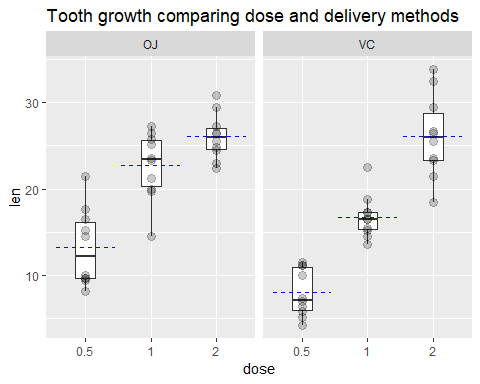 Tooth growth comparing dose and delivery methods
OJ VC
30
20
10
len
0.5 1 2 0.5 1 2
dose